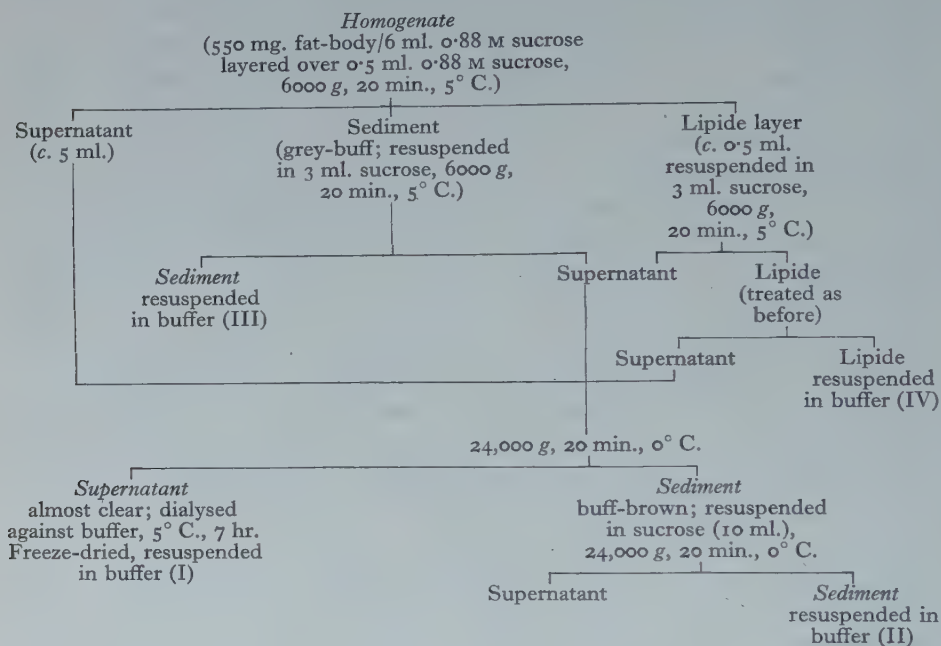 Homogenate
(550 mg. fat-body/6 ml. 0·88 M sucrose
layered over 0·5 ml. 0·88 M sucrose,
6000 g, 20 min., 5° C.)
Supernatant
(c. 5 ml.)
Sediment
(grey-buff; resuspended
in 3 ml. sucrose, 6000 g,
20 min., 5° C.)
Lipide layer
(c. 0·5 ml.
resuspended in
3 ml. sucrose,
6000 g,
20 min., 5° C.)
Sediment
resuspended
in buffer (III)
Supernatant
Lipide
(treated as
before)
Supernatant
Lipide
resuspended
in buffer (IV)
24,000 g, 20 min., 0° C.
Supernatant
almost clear; dialysed
against buffer, 5° C., 7 hr.
Freeze-dried, resuspended
in buffer (I)
Sediment
buff-brown; resuspended
in sucrose (10 ml.),
24,000 g, 20 min., 0° C.
Supernatant
Sediment
resuspended in
buffer (II)